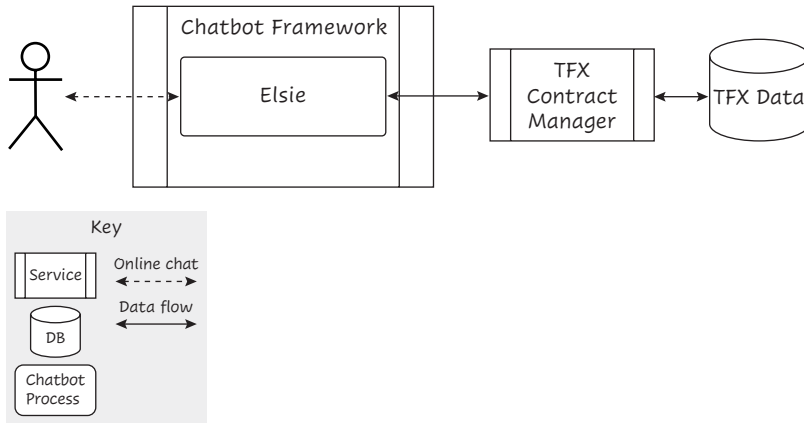 Chatbot Framework
Elsie
TFX
Contract
Manager
TFX Data
Key
Service
Online chat
Data flow
DB
Chatbot
Process